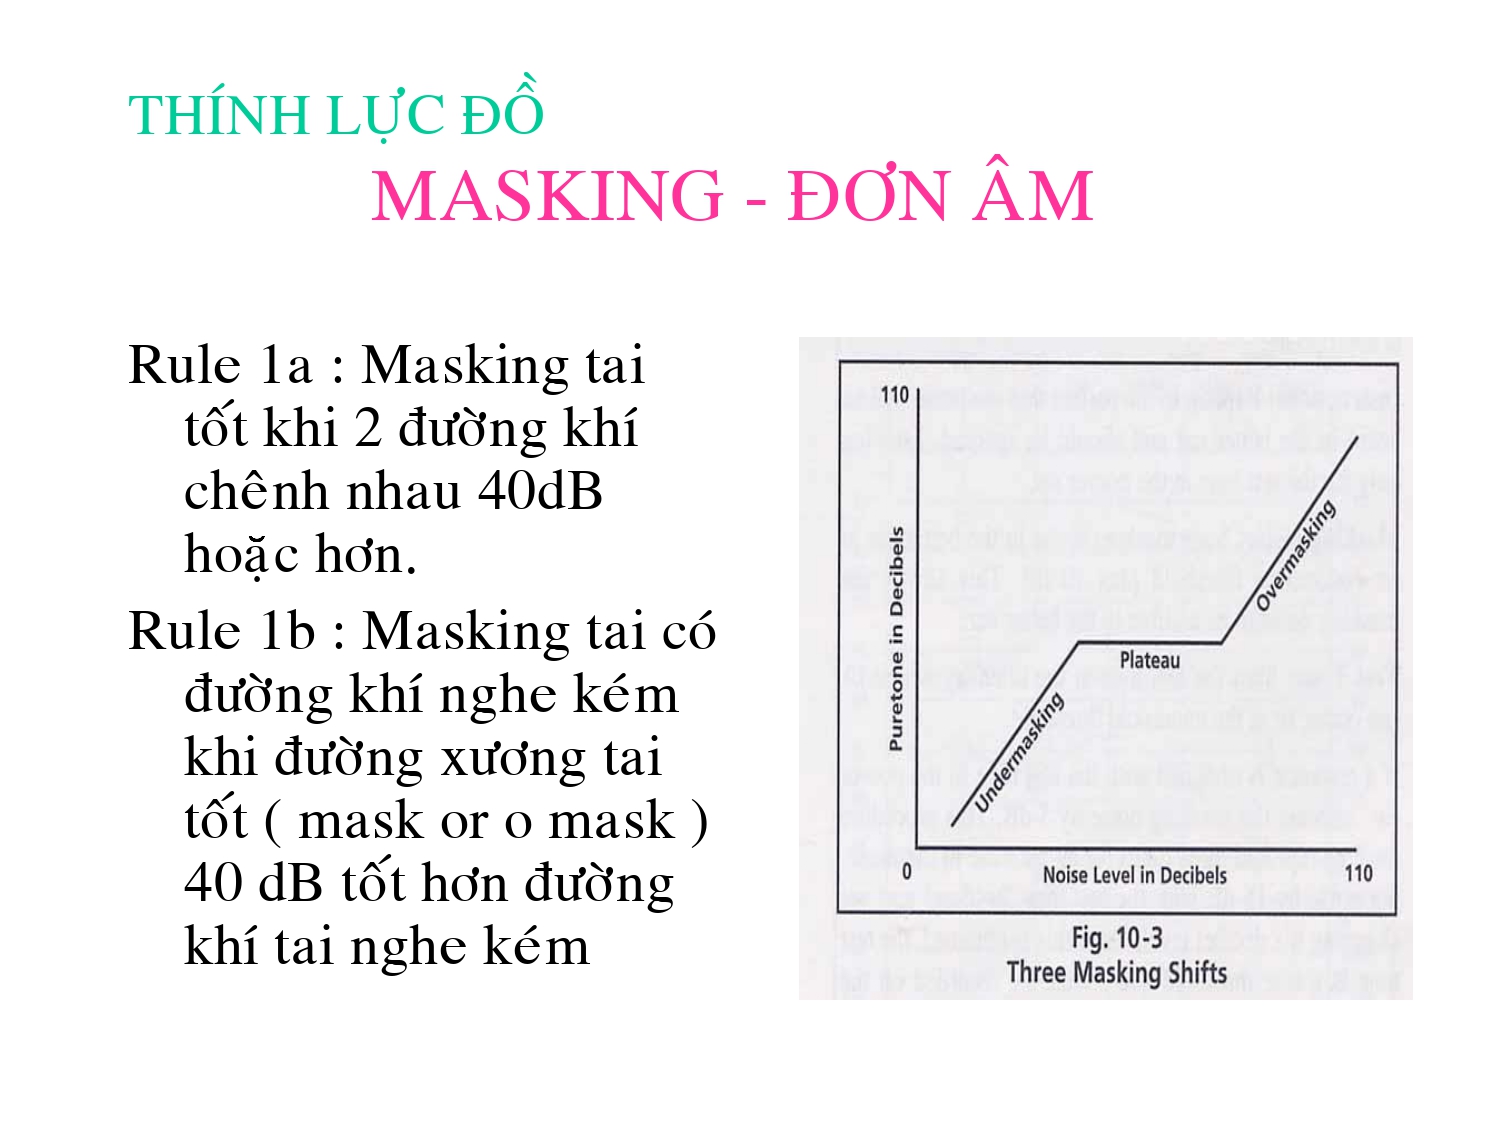 THÍNH LỰC ĐỒ
MASKING - ĐƠN ÂM
Rule 1a : Masking tai
tốt khi 2 đường khí
chênh nhau 40dB
hoặc hơn.
Rule 1b : Masking tai có
đường khí nghe kém
khi đường xương tai
tốt ( mask or o mask )
40 dB tốt hơn đường
khí tai nghe kém
110
Puretone in Decibels
Undermasking
Plateau
Overmasking
0
Noise Level in Decibels
110
Fig. 10-3
Three Masking Shifts